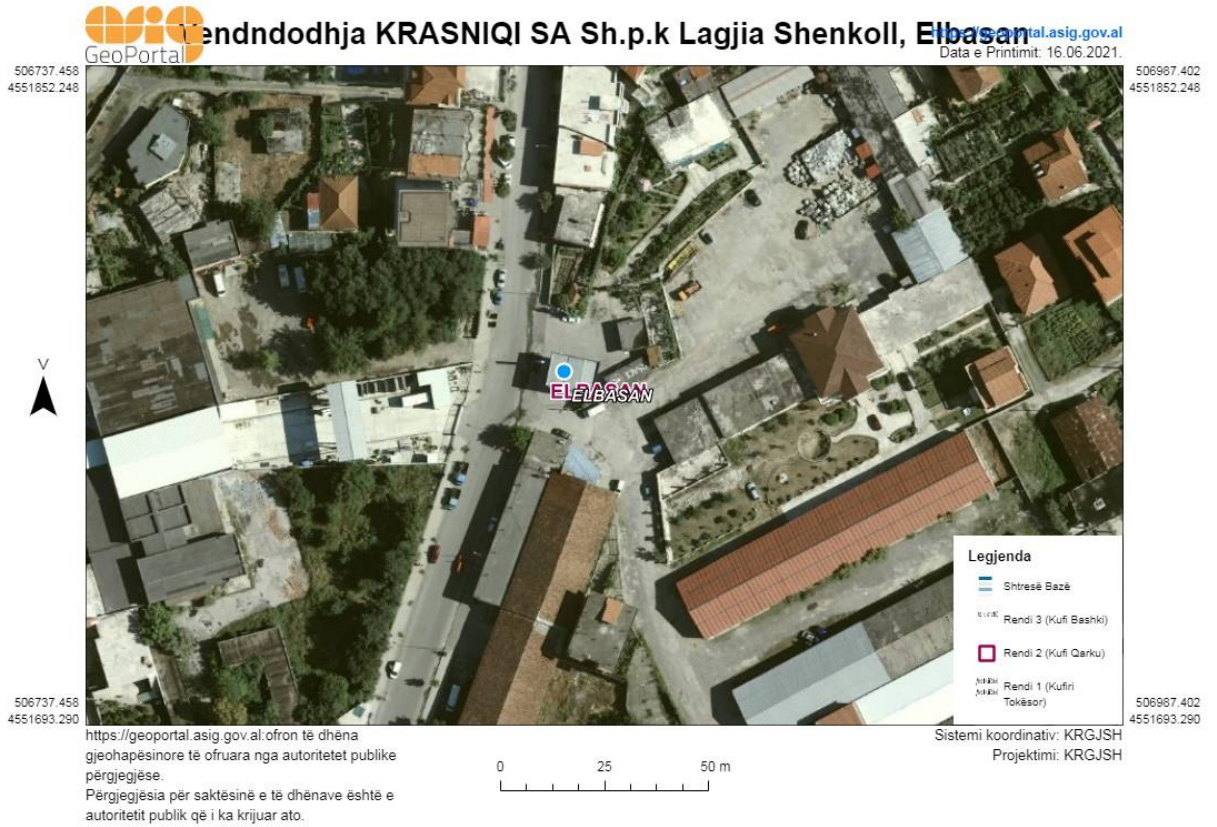 asig
GeoPortal
Vendndodhja KRASNIQI SA Sh.p.k Lagjia Shenkoll, Elbasan
https://geoportal.asig.gov.al
Data e Printimit: 16.06.2021.
506737.458
4551852.248
506987.402
4551852.248
ELBASAN
ELBASAN
Legjenda
Shtresë Bazë
Rendi 3 (Kufi Bashki)
Rendi 2 (Kufi Qarku)
Rendi 1 (Kufiri
Tokësor)
506737.458
4551693.290
506987.402
4551693.290
https://geoportal.asig.gov.al:ofron të dhëna
gjeohapësinore të ofruara nga autoritetet publike
përgjegjëse.
Përgjegjësia për saktësinë e të dhënave është e
autoritetit publik që i ka krijuar ato.
0 25 50 m
Sistemi koordinativ: KRGJSH
Projektimi: KRGJSH